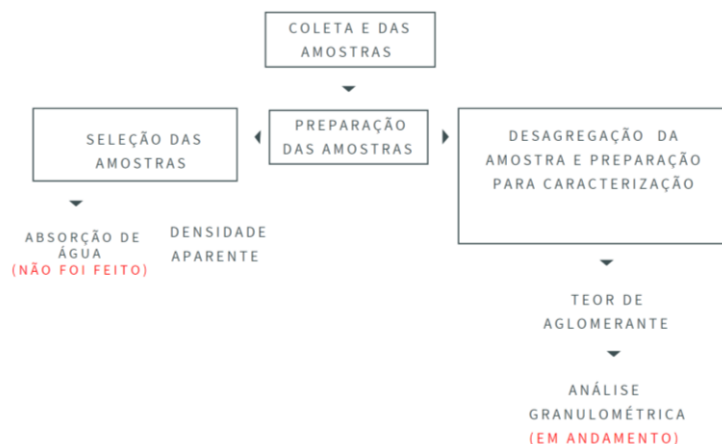 COLETA E DAS
AMOSTRAS
PREPARAÇÃO
DAS AMOSTRAS
SELEÇÃO DAS
AMOSTRAS
DESAGREGAÇÃO DA
AMOSTRA E PREPARAÇÃO
PARA CARACTERIZAÇÃO
ABSORÇÃO DE
ÁGUA
(NÃO FOI FEITO)
DENSIDADE
APARENTE
TEOR DE
AGLOMERANTE
ANÁLISE
GRANULOMÉTRICA
(EM ANDAMENTO)